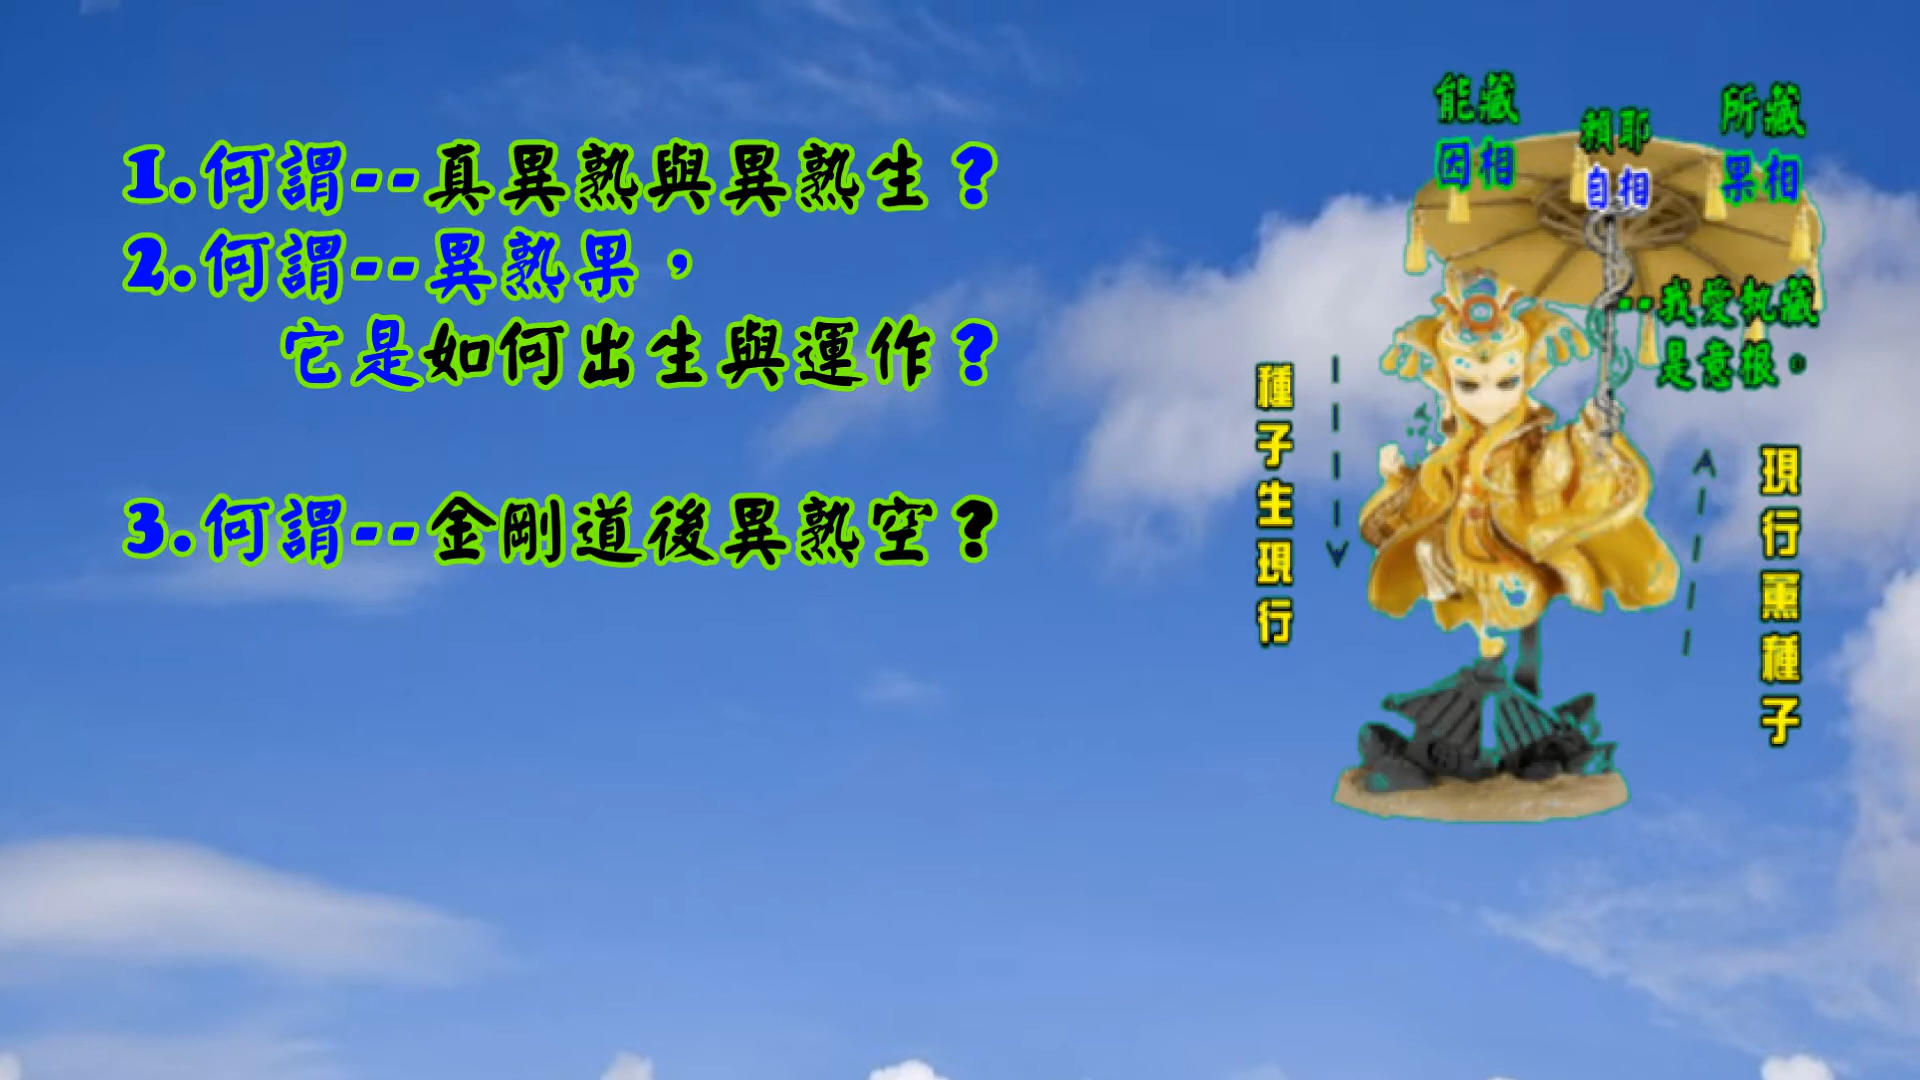 1.何謂--真異熟與異熟生？
2.何謂--異熟果，
它是如何出生與運作？
3.何謂--金剛道後異熟空？
能藏
因相
賴耶
自相
所藏
果相
--我愛執藏
是意根。
種子生現行
現行熏種子